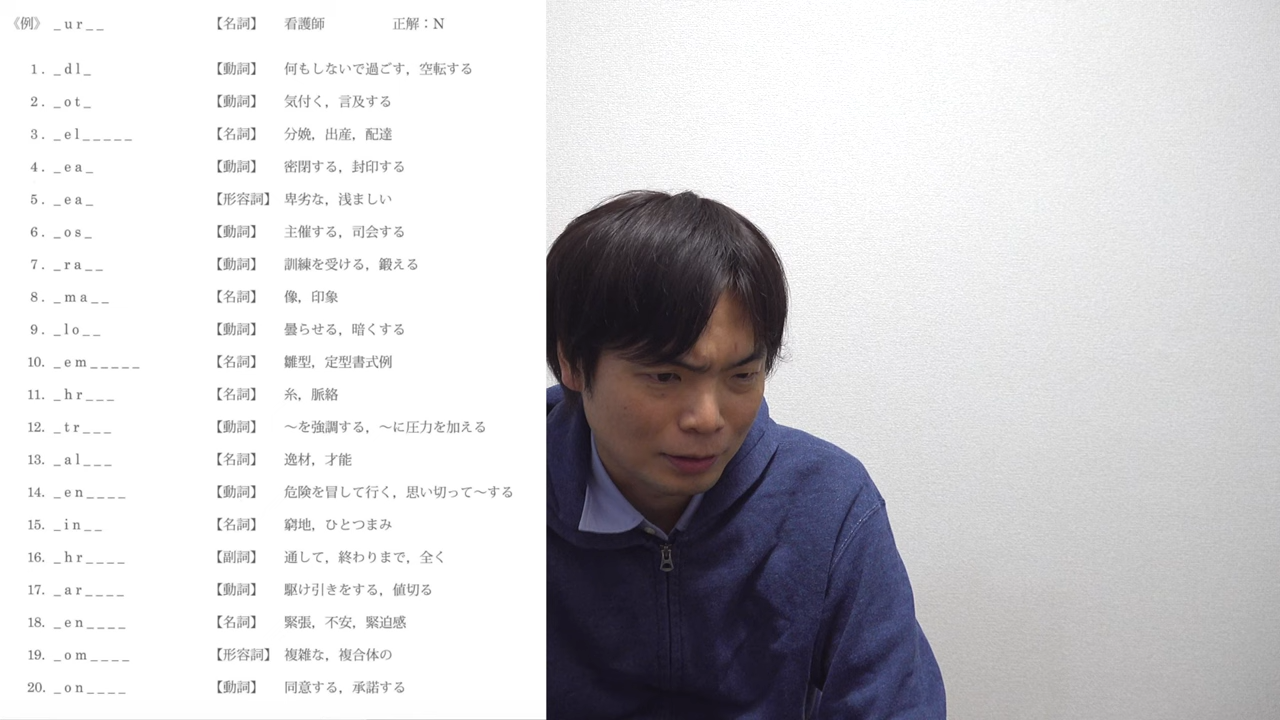 《例》 _ur__ 【名詞】 看護師 正解：N
1. _dl_ 【動詞】 何もしないで過ごす，空転する
2. _ot_ 【動詞】 気付く，言及する
3. _el_____ 【名詞】 分娩，出産，配達
4. _ea_ 【動詞】 密閉する，封印する
5. _ea_ 【形容詞】 卑劣な，浅ましい
6. _os_ 【動詞】 主催する，司会する
7. _ra__ 【動詞】 訓練を受ける，鍛える
8. _ma__ 【名詞】 像，印象
9. _lo__ 【動詞】 曇らせる，暗くする
10. _em_____ 【名詞】 雛型，定型書式例
11. _hr___ 【名詞】 糸，脈絡
12. _tr___ 【動詞】 〜を強調する，〜に圧力を加える
13. _al___ 【名詞】 逸材，才能
14. _en____ 【動詞】 危険を冒して行く，思い切って〜する
15. _in__ 【名詞】 窮地，ひとつまみ
16. _hr____ 【副詞】 通して，終わりまで，全く
17. _ar____ 【動詞】 駆け引きをする，値切る
18. _en____ 【名詞】 緊張，不安，緊迫感
19. _om____ 【形容詞】 複雑な，複合体の
20. _on____ 【動詞】 同意する，承諾する